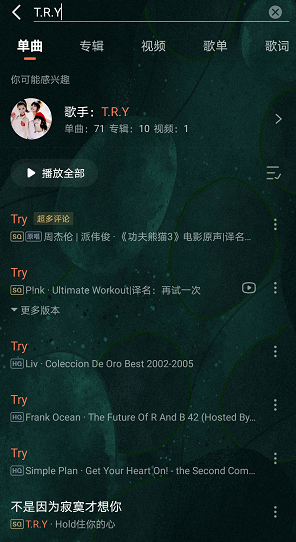 T.R.Y
单曲 专辑 视频 歌单 歌词
你可能感兴趣
歌手：T.R.Y
单曲：71 专辑：10 视频：1
播放全部
Try 超多评论
SQ 原唱 周杰伦 | 派伟俊 ·《功夫熊猫3》电影原声|译名...
Try
SQ P!nk · Ultimate Workout|译名：再试一次
更多版本
Try
HQ Liv · Coleccion De Oro Best 2002-2005
Try
HQ Frank Ocean · The Future Of R And B 42 (Hosted By...
Try
HQ Simple Plan · Get Your Heart On! - the Second Com...
不是因为寂寞才想你
SQ T.R.Y · Hold住你的心